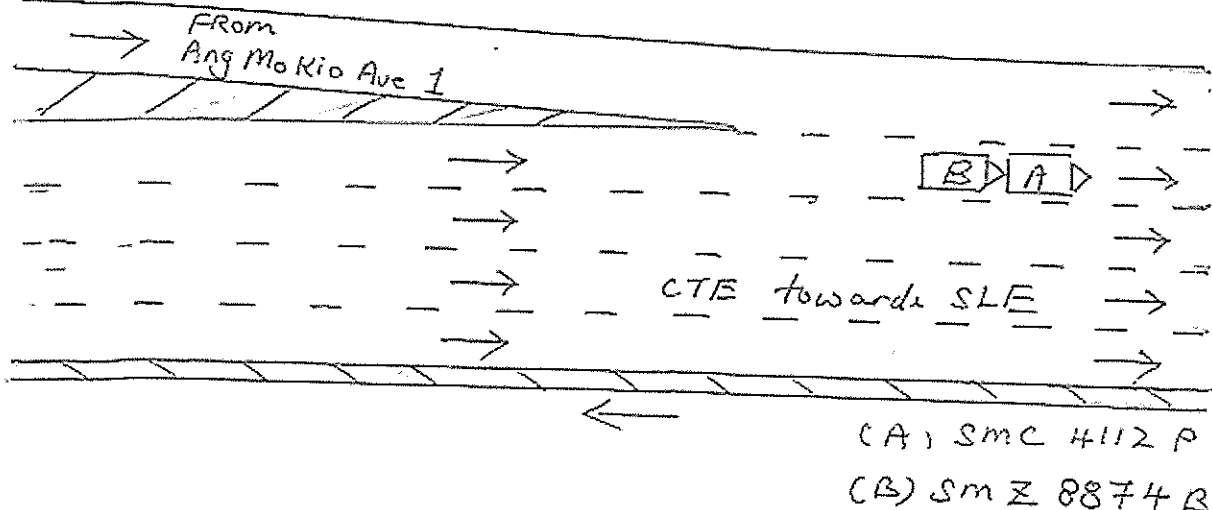 FROM
Ang Mo Kio Ave 1
B A
CTE towards SLE
(A) SMC 4112 P
(B) SMZ 8874 B